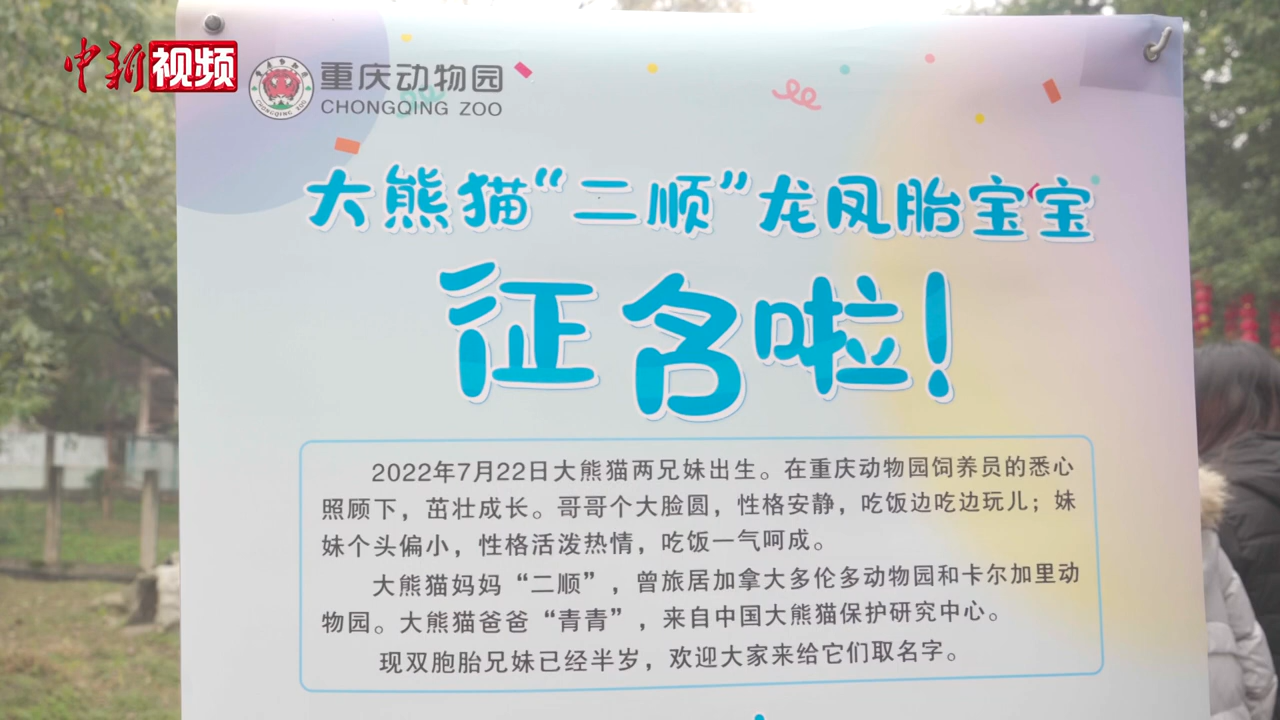 中新视频
重庆动物园
CHONGQING ZOO
大熊猫“二顺”龙凤胎宝宝
征名啦!
2022年7月22日大熊猫两兄妹出生。在重庆动物园饲养员的悉心
照顾下，茁壮成长。哥哥个大脸圆，性格安静，吃饭边吃边玩儿；妹
妹个头偏小，性格活泼热情，吃饭一气呵成。
大熊猫妈妈“二顺”，曾旅居加拿大多伦多动物园和卡尔加里动
物园。大熊猫爸爸“青青”，来自中国大熊猫保护研究中心。
现双胞胎兄妹已经半岁，欢迎大家来给它们取名字。